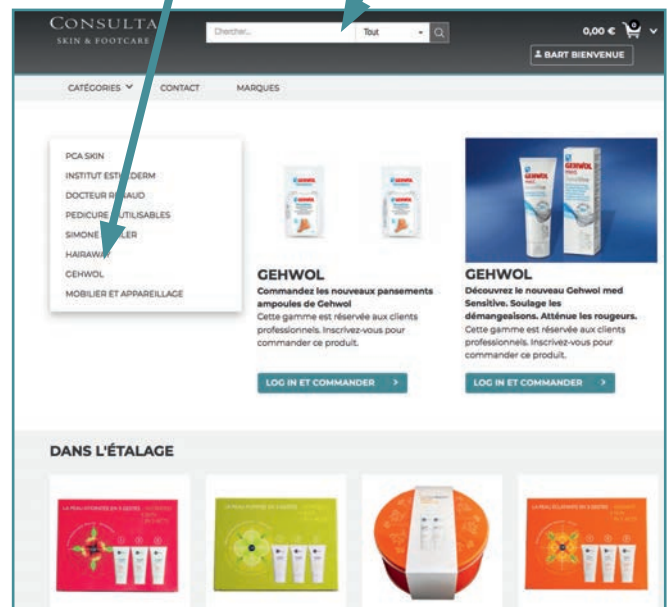 CONSULTA
SKIN & FOOTCARE
Chercher...
Tout
0,00 €
0
BART BIENVENUE
CATÉGORIES
CONTACT
MARQUES
PCA SKIN
INSTITUT
DOCTEUR
PEDICURE
SIMONE
HAIRAWAY
GEHWOL
MOBILIER ET APPAREILLAGE
GEHWOL
Commandez les nouveaux pansements
ampoules de Gehwol
Cette gamme est réservée aux clients
professionnels. Inscrivez-vous pour
commander ce produit.
LOG IN ET COMMANDER >
GEHWOL
Découvrez le nouveau Gehwol med
Sensitive. Soulage les
démangeaisons. Atténue les rougeurs.
Cette gamme est réservée aux clients
professionnels. Inscrivez-vous pour
commander ce produit.
LOG IN ET COMMANDER >
DANS L'ÉTALAGE